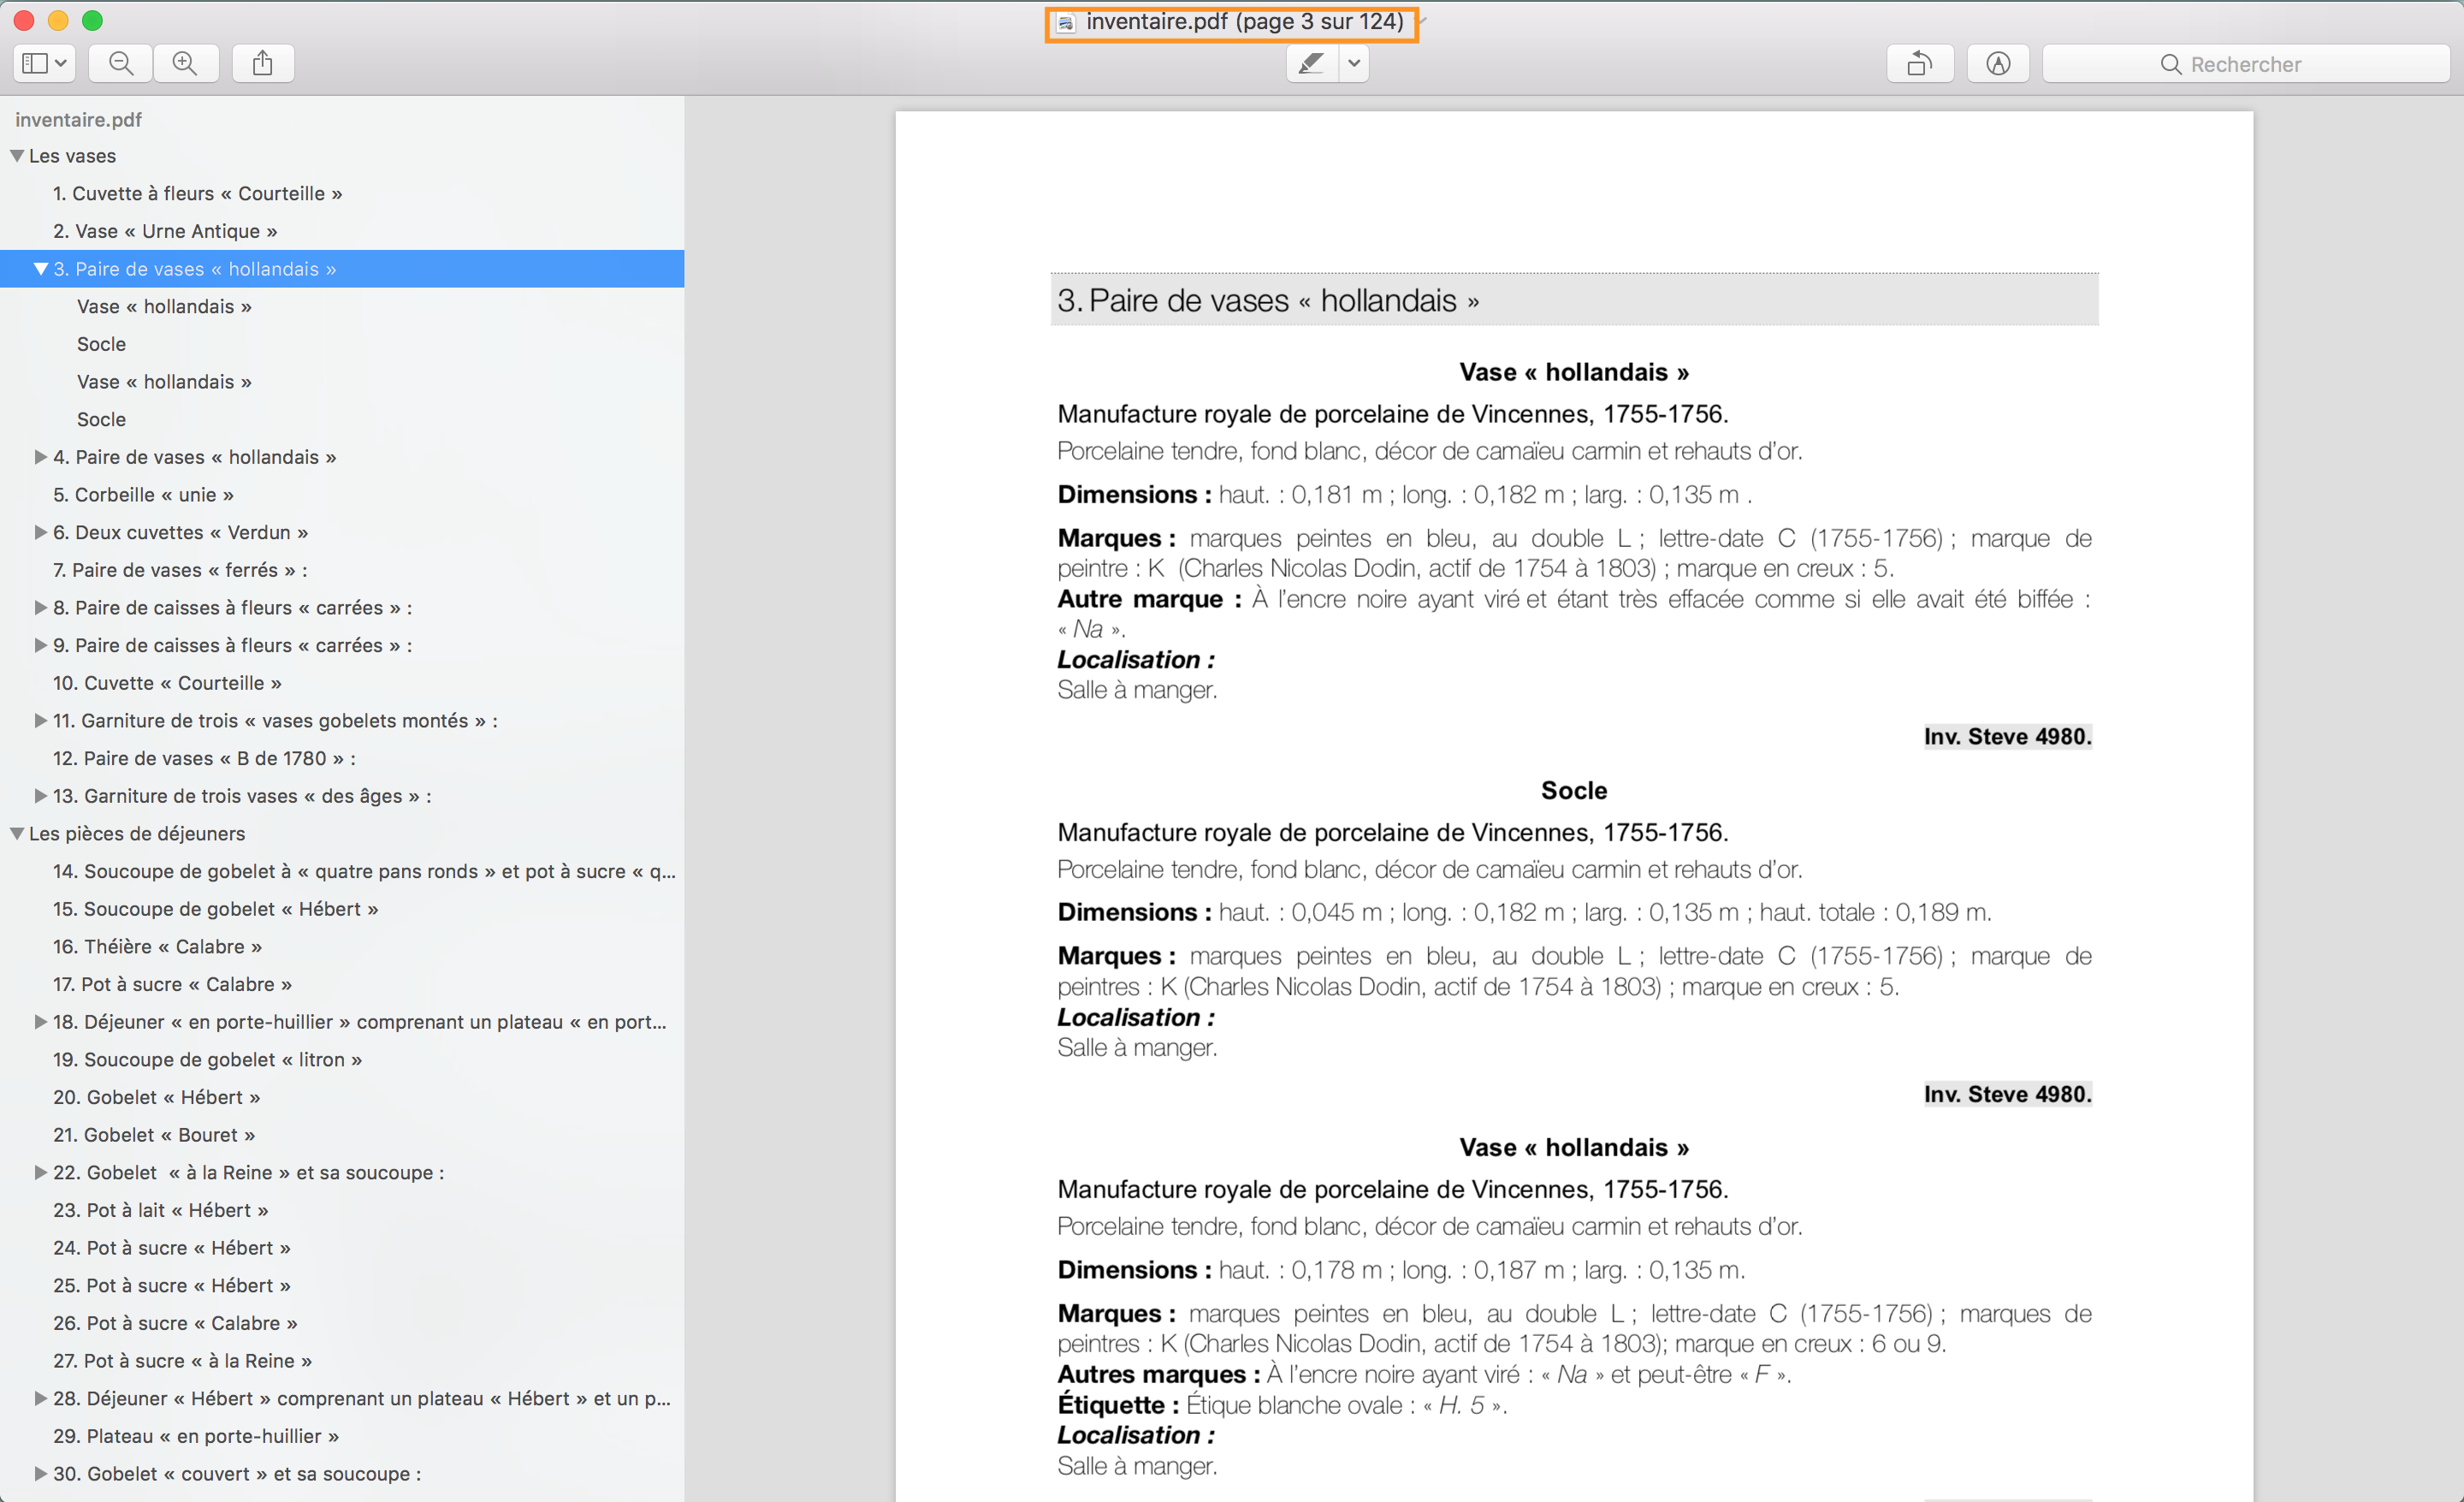 inventaire.pdf (page 3 sur 124)
Rechercher
inventaire.pdf
Les vases
1. Cuvette à fleurs « Courteille »
2. Vase « Urne Antique »
3. Paire de vases « hollandais »
Vase « hollandais »
Socle
Vase « hollandais »
Socle
4. Paire de vases « hollandais »
5. Corbeille « unie »
6. Deux cuvettes « Verdun »
7. Paire de vases « ferrés » :
8. Paire de caisses à fleurs « carrées » :
9. Paire de caisses à fleurs « carrées » :
10. Cuvette « Courteille »
11. Garniture de trois « vases gobelets montés » :
12. Paire de vases « B de 1780 » :
13. Garniture de trois vases « des âges » :
Les pièces de déjeuners
14. Soucoupe de gobelet à « quatre pans ronds » et pot à sucre « q...
15. Soucoupe de gobelet « Hébert »
16. Théière « Calabre »
17. Pot à sucre « Calabre »
18. Déjeuner « en porte-huillier » comprenant un plateau « en port...
19. Soucoupe de gobelet « litron »
20. Gobelet « Hébert »
21. Gobelet « Bouret »
22. Gobelet  « à la Reine » et sa soucoupe :
23. Pot à lait « Hébert »
24. Pot à sucre « Hébert »
25. Pot à sucre « Hébert »
26. Pot à sucre « Calabre »
27. Pot à sucre « à la Reine »
28. Déjeuner « Hébert » comprenant un plateau « Hébert » et un p...
29. Plateau « en porte-huillier »
30. Gobelet « couvert » et sa soucoupe :
3. Paire de vases « hollandais »
Vase « hollandais »
Manufacture royale de porcelaine de Vincennes, 1755-1756.
Porcelaine tendre, fond blanc, décor de camaïeu carmin et rehauts d'or.
Dimensions : haut. : 0,181 m ; long. : 0,182 m ; larg. : 0,135 m .
Marques : marques peintes en bleu, au double L ; lettre-date C (1755-1756) ; marque de
peintre : K  (Charles Nicolas Dodin, actif de 1754 à 1803) ; marque en creux : 5.
Autre marque : À l'encre noire ayant viré et étant très effacée comme si elle avait été biffée :
« Na ».
Localisation :
Salle à manger.
Inv. Steve 4980.
Socle
Manufacture royale de porcelaine de Vincennes, 1755-1756.
Porcelaine tendre, fond blanc, décor de camaïeu carmin et rehauts d'or.
Dimensions : haut. : 0,045 m ; long. : 0,182 m ; larg. : 0,135 m ; haut. totale : 0,189 m.
Marques : marques peintes en bleu, au double L ; lettre-date C (1755-1756) ; marque de
peintres : K (Charles Nicolas Dodin, actif de 1754 à 1803) ; marque en creux : 5.
Localisation :
Salle à manger.
Inv. Steve 4980.
Vase « hollandais »
Manufacture royale de porcelaine de Vincennes, 1755-1756.
Porcelaine tendre, fond blanc, décor de camaïeu carmin et rehauts d'or.
Dimensions : haut. : 0,178 m ; long. : 0,187 m ; larg. : 0,135 m.
Marques : marques peintes en bleu, au double L ; lettre-date C (1755-1756) ; marques de
peintres : K (Charles Nicolas Dodin, actif de 1754 à 1803); marque en creux : 6 ou 9.
Autres marques : À l'encre noire ayant viré : « Na » et peut-être « F ».
Étiquette : Étique blanche ovale : « H. 5 ».
Localisation :
Salle à manger.